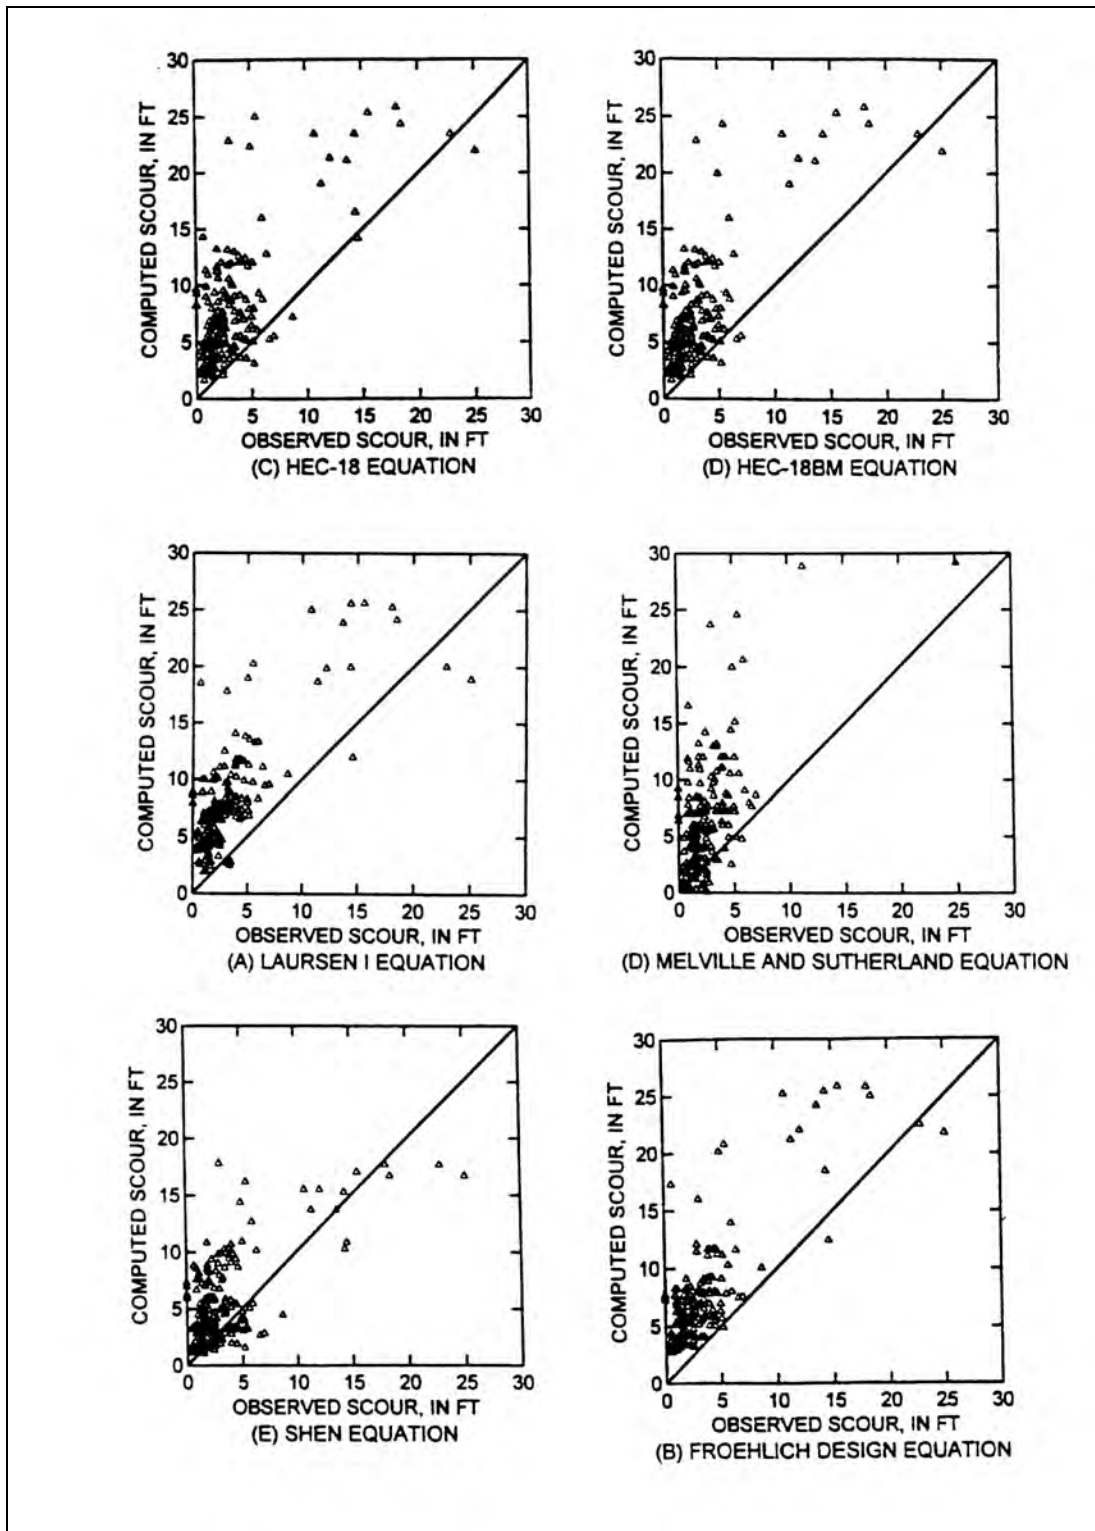 30
25
20
15
10
5
0
COMPUTED SCOUR, IN FT
0 5 10 15 20 25 30
OBSERVED SCOUR, IN FT
(C) HEC-18 EQUATION
30
25
20
15
10
5
0
COMPUTED SCOUR, IN FT
0 5 10 15 20 25 30
OBSERVED SCOUR, IN FT
(D) HEC-18BM EQUATION
30
25
20
15
10
5
0
COMPUTED SCOUR, IN FT
0 5 10 15 20 25 30
OBSERVED SCOUR, IN FT
(A) LAURSEN I EQUATION
30
25
20
15
10
5
0
COMPUTED SCOUR, IN FT
0 5 10 15 20 25 30
OBSERVED SCOUR, IN FT
(D) MELVILLE AND SUTHERLAND EQUATION
30
25
20
15
10
5
0
COMPUTED SCOUR, IN FT
0 5 10 15 20 25 30
OBSERVED SCOUR, IN FT
(E) SHEN EQUATION
30
25
20
15
10
5
0
COMPUTED SCOUR, IN FT
0 5 10 15 20 25 30
OBSERVED SCOUR, IN FT
(B) FROEHLICH DESIGN EQUATION